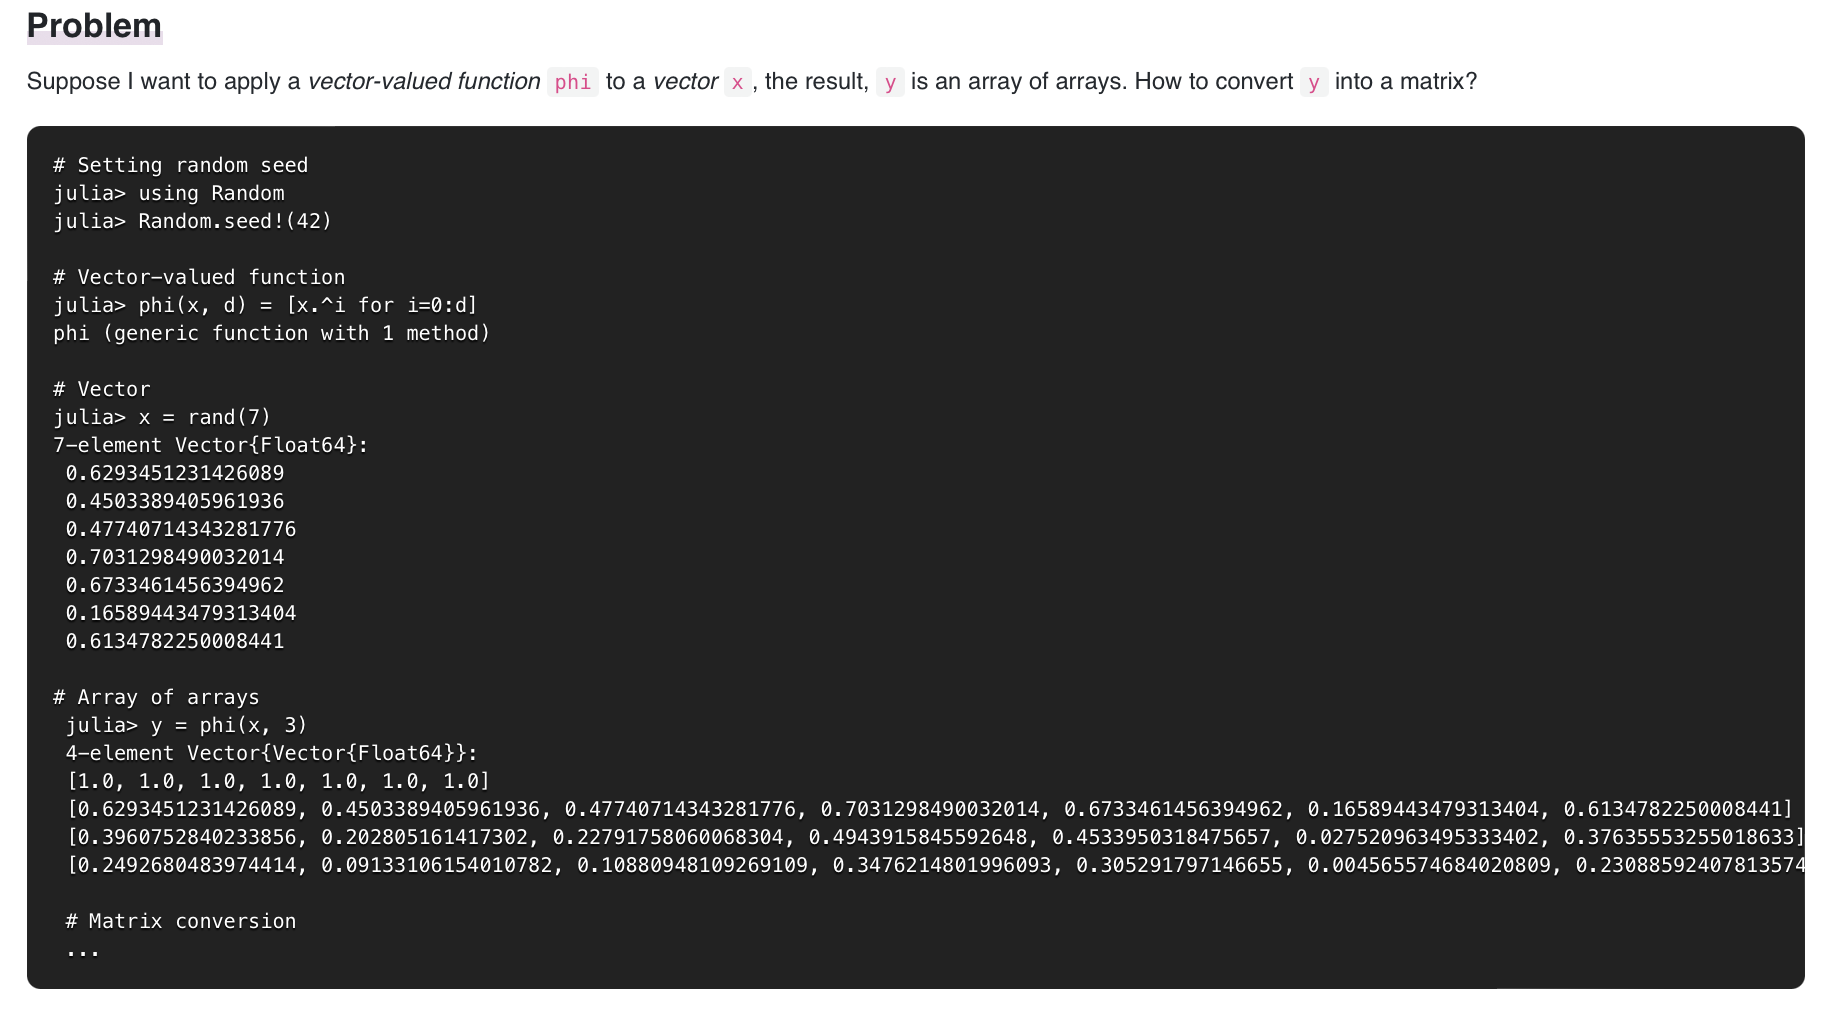 Problem
Suppose I want to apply a vector-valued function phi to a vector x, the result, y is an array of arrays. How to convert y into a matrix?
# Setting random seed
julia> using Random
julia> Random.seed!(42)
# Vector-valued function
julia> phi(x, d) = [x.^i for i=0:d]
phi (generic function with 1 method)
# Vector
julia> x = rand(7)
7-element Vector{Float64}:
0.6293451231426089
0.4503389405961936
0.47740714343281776
0.7031298490032014
0.6733461456394962
0.16589443479313404
0.6134782250008441
# Array of arrays
julia> y = phi(x, 3)
4-element Vector{Vector{Float64}}:
[1.0, 1.0, 1.0, 1.0, 1.0, 1.0, 1.0]
[0.6293451231426089, 0.4503389405961936, 0.47740714343281776, 0.7031298490032014, 0.6733461456394962, 0.16589443479313404, 0.6134782250008441]
[0.3960752840233856, 0.202805161417302, 0.22791758060068304, 0.4943915845592648, 0.4533950318475657, 0.027520963495333402, 0.37635553255018633]
[0.2492680483974414, 0.09133106154010782, 0.10880948109269109, 0.3476214801996093, 0.305291797146655, 0.004565574684020809, 0.23088592407813574
# Matrix conversion
...